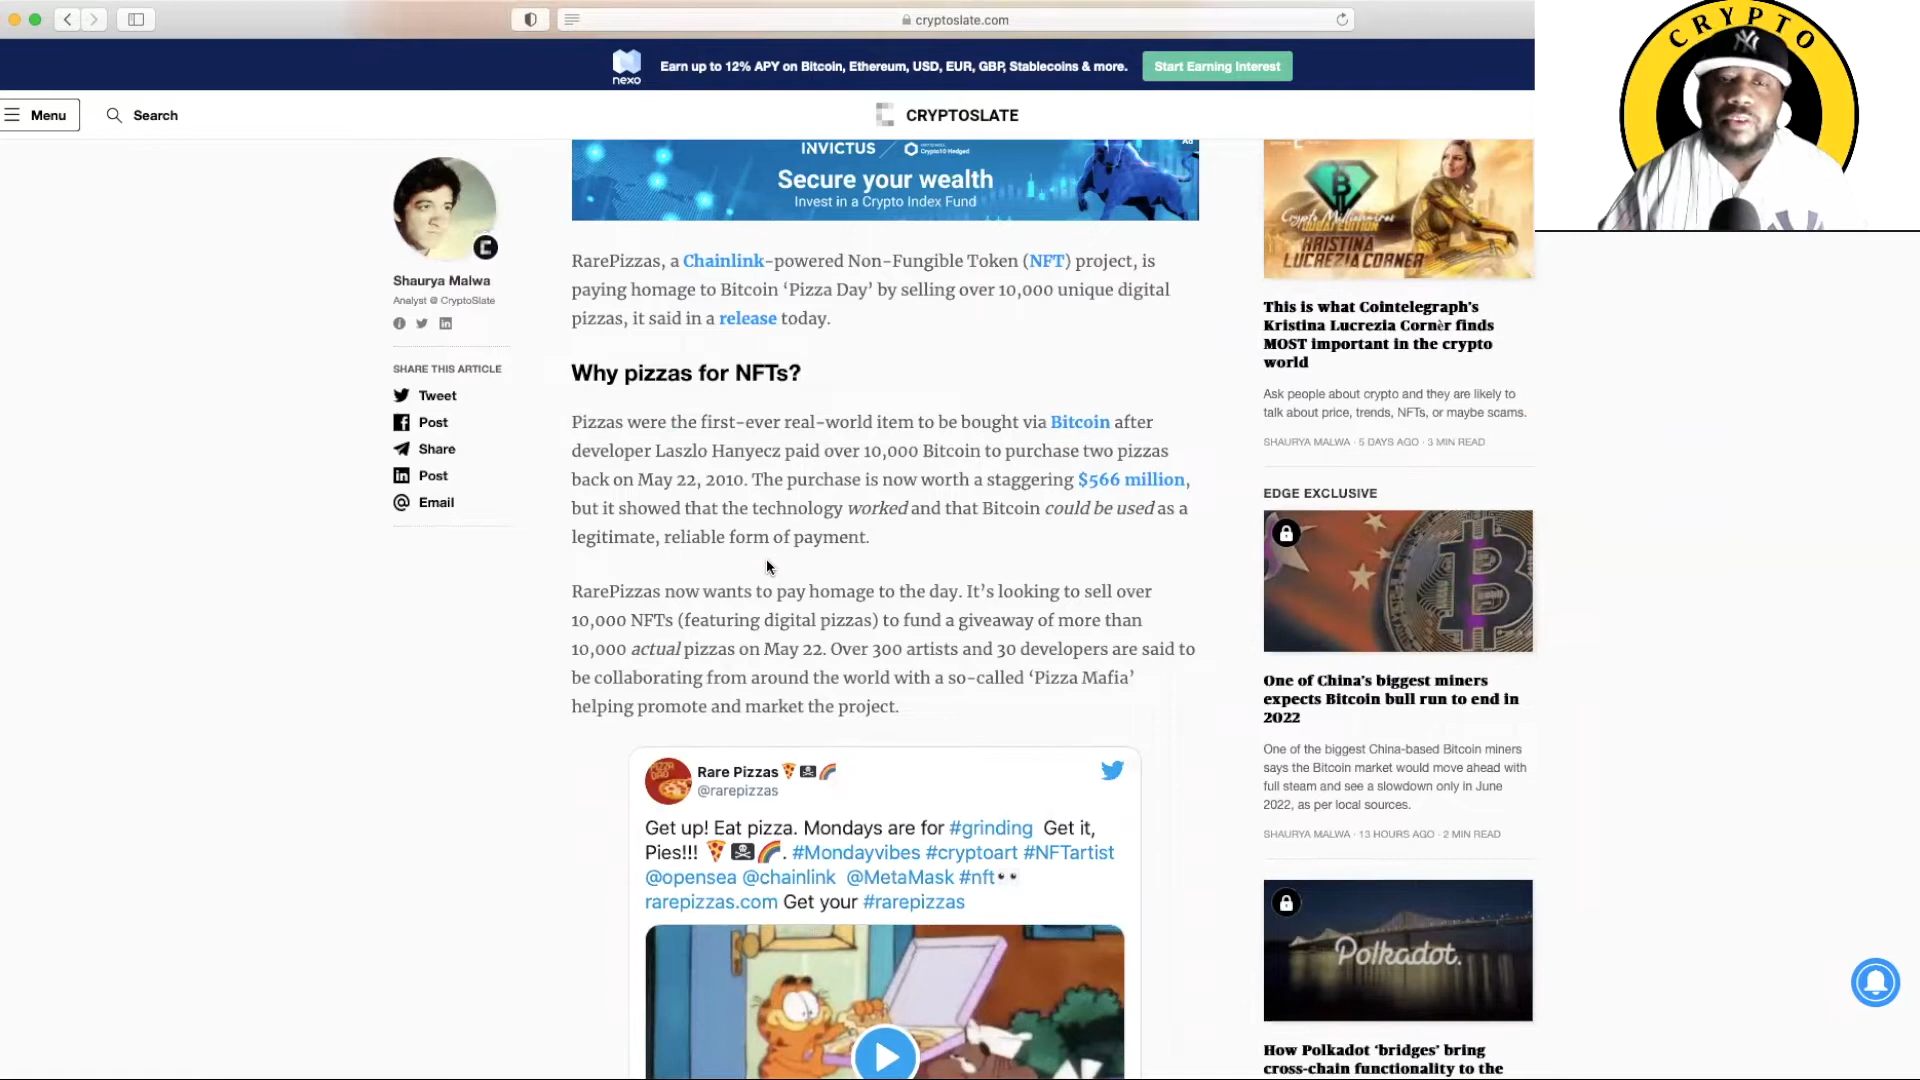 cryptoslate.com
CRYPTO
nexo
Earn up to 12% APY on Bitcoin, Ethereum, USD, EUR, GBP, Stablecoins & more.
Start Earning Interest
Menu
Search
CRYPTOSLATE
Shaurya Malwa
Analyst @ CryptoSlate
SHARE THIS ARTICLE
Tweet
Post
Share
Post
Email
INVICTUS / Crypto10 Hedged
Ad
Secure your wealth
Invest in a Crypto Index Fund
RarePizzas, a Chainlink-powered Non-Fungible Token (NFT) project, is
paying homage to Bitcoin ‘Pizza Day’ by selling over 10,000 unique digital
pizzas, it said in a release today.
Why pizzas for NFTs?
Pizzas were the first-ever real-world item to be bought via Bitcoin after
developer Laszlo Hanyecz paid over 10,000 Bitcoin to purchase two pizzas
back on May 22, 2010. The purchase is now worth a staggering $566 million,
but it showed that the technology worked and that Bitcoin could be used as a
legitimate, reliable form of payment.
RarePizzas now wants to pay homage to the day. It’s looking to sell over
10,000 NFTs (featuring digital pizzas) to fund a giveaway of more than
10,000 actual pizzas on May 22. Over 300 artists and 30 developers are said to
be collaborating from around the world with a so-called ‘Pizza Mafia’
helping promote and market the project.
Rare Pizzas 🍕🏴‍☠️🌈
@rarepizzas
Get up! Eat pizza. Mondays are for #grinding Get it,
Pies!!! 🍕🏴‍☠️🌈. #Mondayvibes #cryptoart #NFTartist
@opensea @chainlink @MetaMask #nft👀
rarepizzas.com Get your #rarepizzas
Crypto Millionaires
KRISTINA
LUCREZIA CORNER
This is what Cointelegraph’s
Kristina Lucrezia Cornèr finds
MOST important in the crypto
world
Ask people about crypto and they are likely to
talk about price, trends, NFTs, or maybe scams.
SHAURYA MALWA · 5 DAYS AGO · 3 MIN READ
EDGE EXCLUSIVE
One of China’s biggest miners
expects Bitcoin bull run to end in
2022
One of the biggest China-based Bitcoin miners
says the Bitcoin market would move ahead with
full steam and see a slowdown only in June
2022, as per local sources.
SHAURYA MALWA · 13 HOURS AGO · 2 MIN READ
Polkadot.
How Polkadot ‘bridges’ bring
cross-chain functionality to the